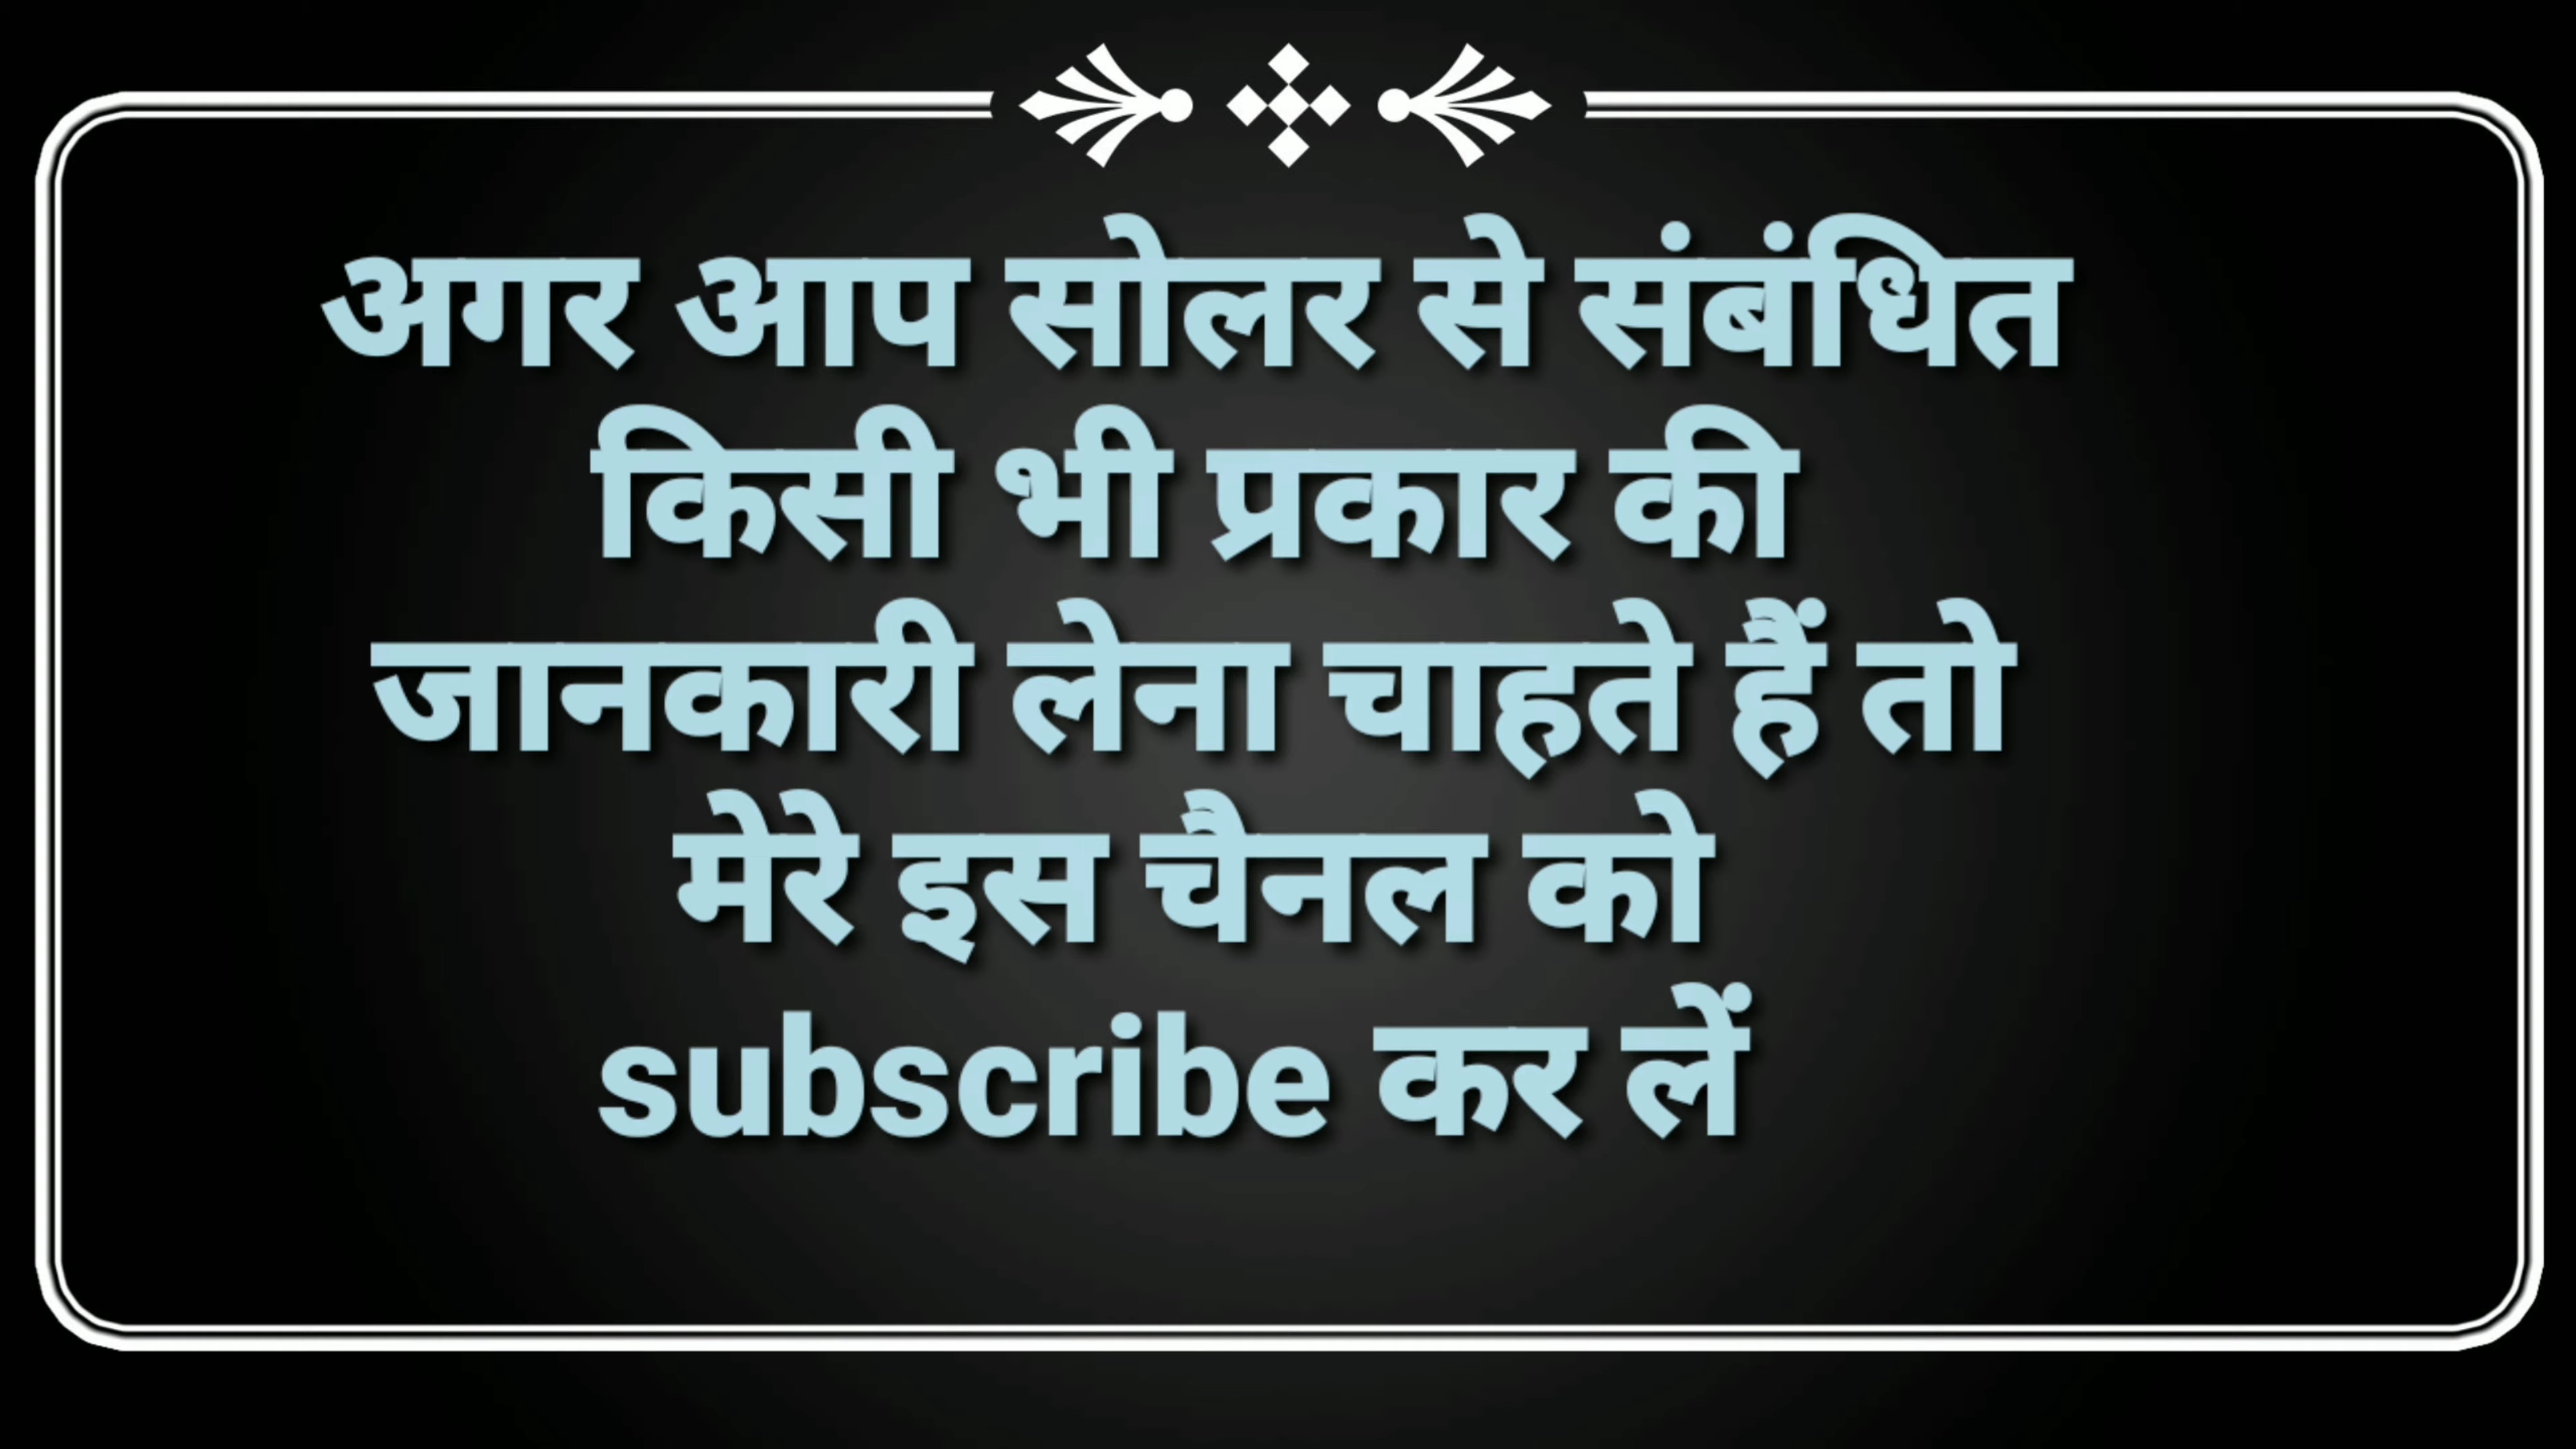 अगर आप सोलर से संबंधित
किसी भी प्रकार की
जानकारी लेना चाहते हैं तो
मेरे इस चैनल को
subscribe कर लें